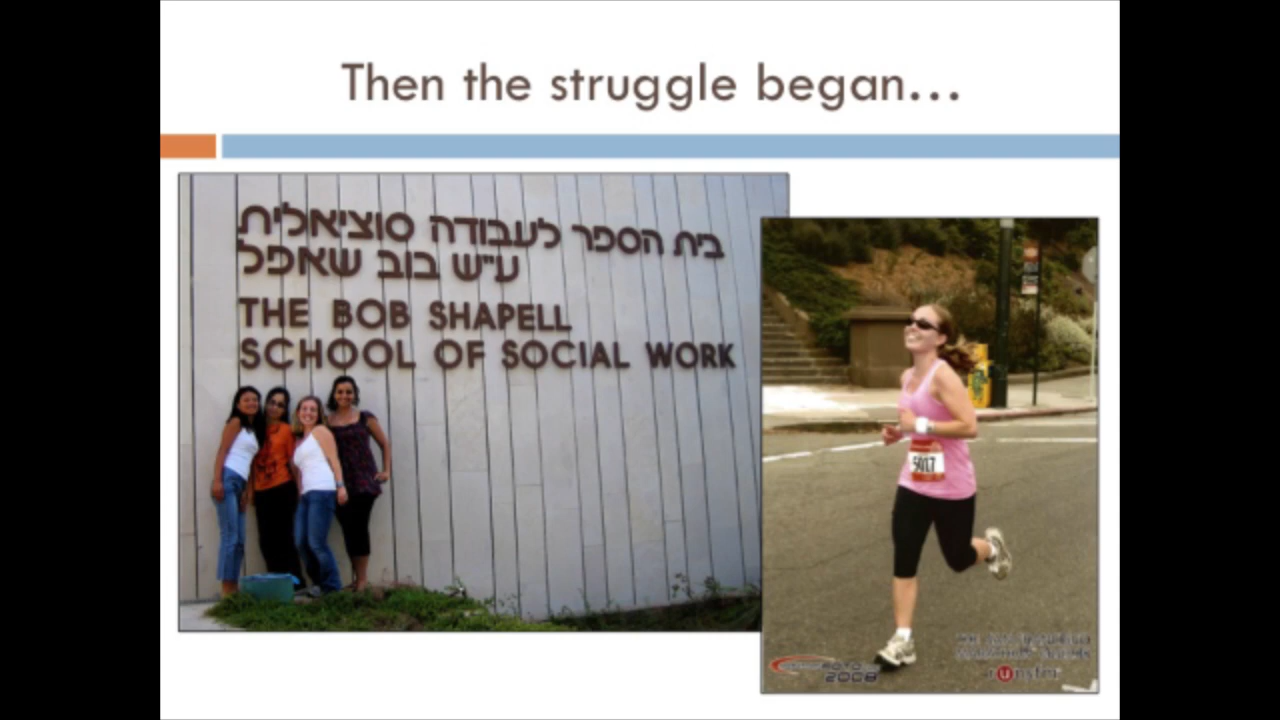 Then the struggle began...
בית הספר לעבודה סוציאלית
ע"ש בוב שאפל
THE BOB SHAPELL
SCHOOL OF SOCIAL WORK
5017
2008